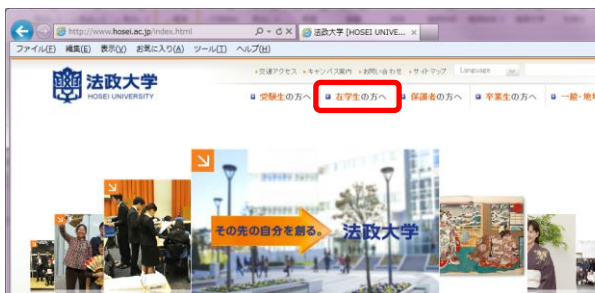 http://www.hosei.ac.jp/index.html
法政大学 [HOSEI UNIVE...
ファイル(F) 編集(E) 表示(V) お気に入り(A) ツール(T) ヘルプ(H)
交通アクセス キャンパス案内 お問い合わせ サイトマップ Language
法政大学
HOSEI UNIVERSITY
受験生の方へ 在学生の方へ 保護者の方へ 卒業生の方へ 一般・地
その先の自分を創る。 法政大学